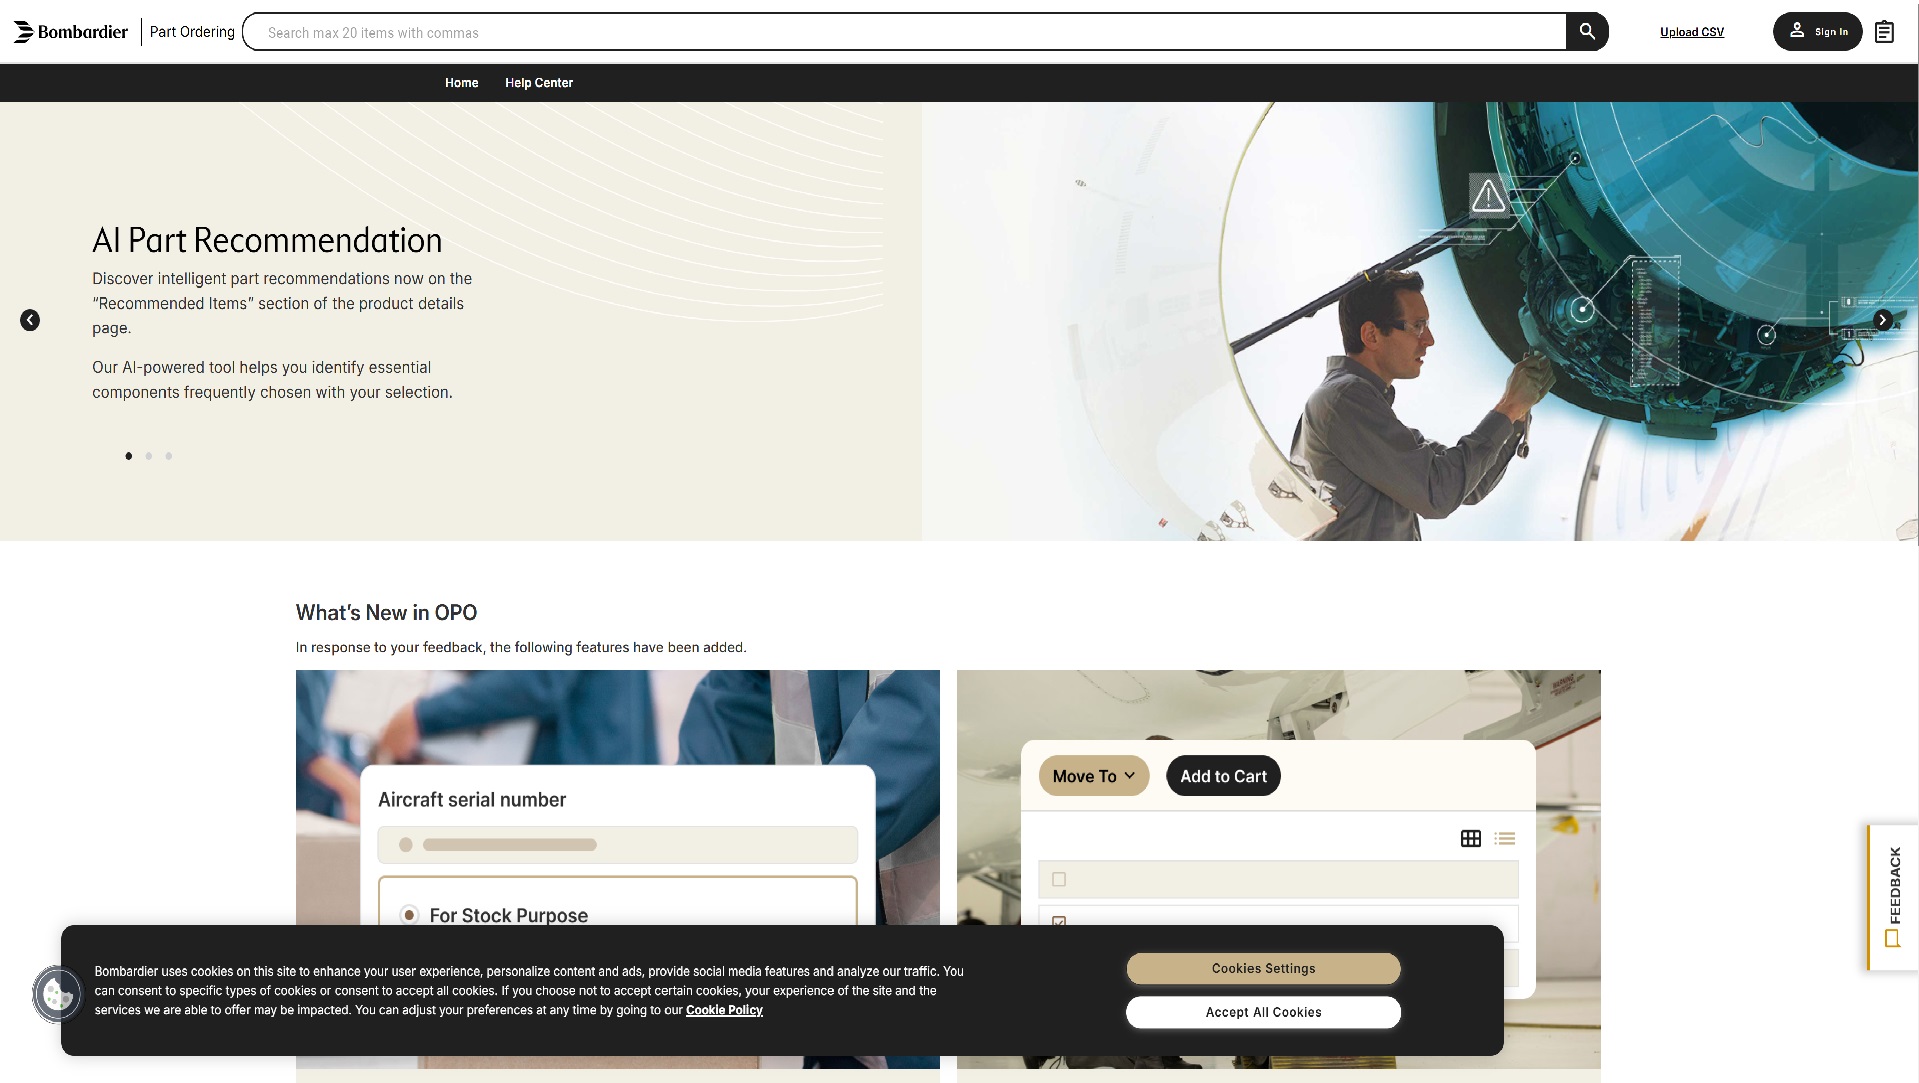 Bombardier
Part Ordering
Search max 20 items with commas
Upload CSV
Sign In
Home
Help Center
AI Part Recommendation
Discover intelligent part recommendations now on the
“Recommended Items” section of the product details
page.
Our AI-powered tool helps you identify essential
components frequently chosen with your selection.
What’s New in OPO
In response to your feedback, the following features have been added.
Aircraft serial number
For Stock Purpose
Move To
Add to Cart
FEEDBACK
Bombardier uses cookies on this site to enhance your user experience, personalize content and ads, provide social media features and analyze our traffic. You
can consent to specific types of cookies or consent to accept all cookies. If you choose not to accept certain cookies, your experience of the site and the
services we are able to offer may be impacted. You can adjust your preferences at any time by going to our Cookie Policy
Cookies Settings
Accept All Cookies